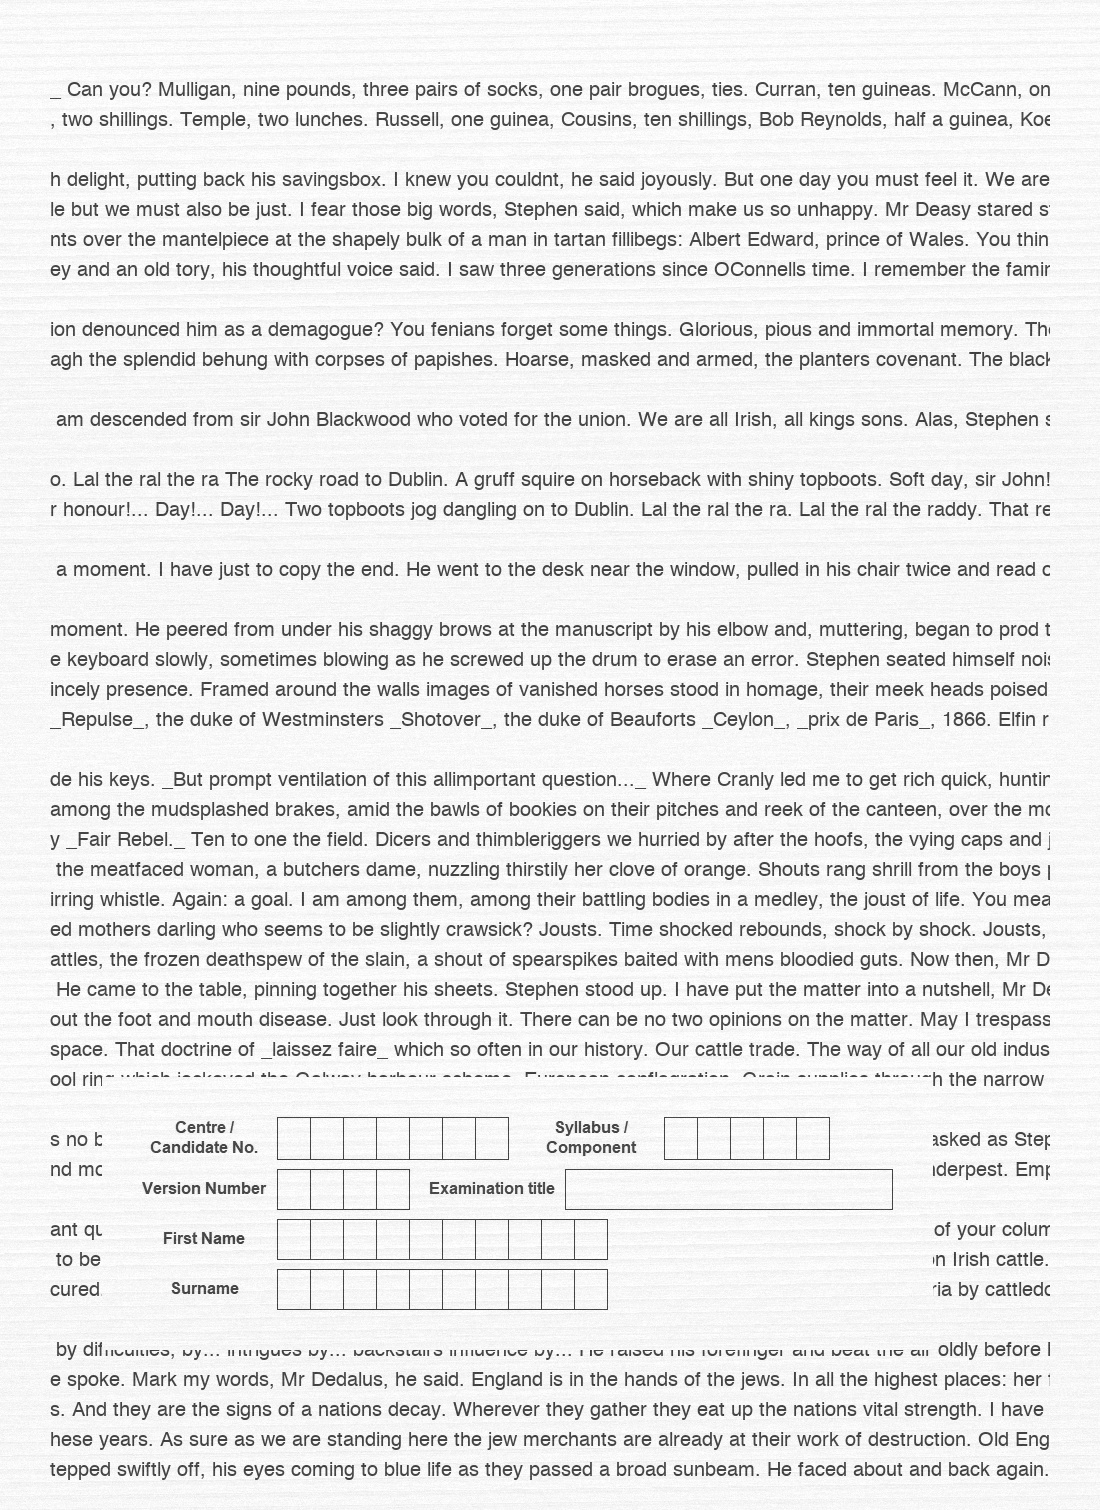 _ Can you? Mulligan, nine pounds, three pairs of socks, one pair brogues, ties. Curran, ten guineas. McCann, on
, two shillings. Temple, two lunches. Russell, one guinea, Cousins, ten shillings, Bob Reynolds, half a guinea, Koe
h delight, putting back his savingsbox. I knew you couldnt, he said joyously. But one day you must feel it. We are
le but we must also be just. I fear those big words, Stephen said, which make us so unhappy. Mr Deasy stared
nts over the mantelpiece at the shapely bulk of a man in tartan fillibegs: Albert Edward, prince of Wales. You thin
ey and an old tory, his thoughtful voice said. I saw three generations since OConnells time. I remember the famin
ion denounced him as a demagogue? You fenians forget some things. Glorious, pious and immortal memory. The
agh the splendid behung with corpses of papishes. Hoarse, masked and armed, the planters covenant. The black
am descended from sir John Blackwood who voted for the union. We are all Irish, all kings sons. Alas, Stephen s
o. Lal the ral the ra The rocky road to Dublin. A gruff squire on horseback with shiny topboots. Soft day, sir John!
r honour!... Day!... Day!... Two topboots jog dangling on to Dublin. Lal the ral the ra. Lal the ral the raddy. That re
a moment. I have just to copy the end. He went to the desk near the window, pulled in his chair twice and read o
moment. He peered from under his shaggy brows at the manuscript by his elbow and, muttering, began to prod t
e keyboard slowly, sometimes blowing as he screwed up the drum to erase an error. Stephen seated himself nois
incely presence. Framed around the walls images of vanished horses stood in homage, their meek heads poised
_Repulse_, the duke of Westminsters _Shotover_, the duke of Beauforts _Ceylon_, _prix de Paris_, 1866. Elfin r
de his keys. _But prompt ventilation of this allimportant question..._ Where Cranly led me to get rich quick, huntin
among the mudsplashed brakes, amid the bawls of bookies on their pitches and reek of the canteen, over the mo
y _Fair Rebel._ Ten to one the field. Dicers and thimbleriggers we hurried by after the hoofs, the vying caps and j
the meatfaced woman, a butchers dame, nuzzling thirstily her clove of orange. Shouts rang shrill from the boys p
irring whistle. Again: a goal. I am among them, among their battling bodies in a medley, the joust of life. You mea
ed mothers darling who seems to be slightly crawsick? Jousts. Time shocked rebounds, shock by shock. Jousts,
attles, the frozen deathspew of the slain, a shout of spearspikes baited with mens bloodied guts. Now then, Mr D
He came to the table, pinning together his sheets. Stephen stood up. I have put the matter into a nutshell, Mr De
out the foot and mouth disease. Just look through it. There can be no two opinions on the matter. May I trespass
space. That doctrine of _laissez faire_ which so often in our history. Our cattle trade. The way of all our old indus
ool ring which jockeyed the Galway harbour scheme. European conflagration. Grain supplies through the narrow
s no b asked as Step
nd mo nderpest. Emp
ant qu of your colum
to be on Irish cattle.
cured. ria by cattledo
Centre / Candidate No.
Syllabus / Component
Version Number
Examination title
First Name
Surname
by difficulties, by... intrigues by... backstairs influence by... He raised his forefinger and beat the air oldly before
e spoke. Mark my words, Mr Dedalus, he said. England is in the hands of the jews. In all the highest places: her
s. And they are the signs of a nations decay. Wherever they gather they eat up the nations vital strength. I have
hese years. As sure as we are standing here the jew merchants are already at their work of destruction. Old Eng
tepped swiftly off, his eyes coming to blue life as they passed a broad sunbeam. He faced about and back again.